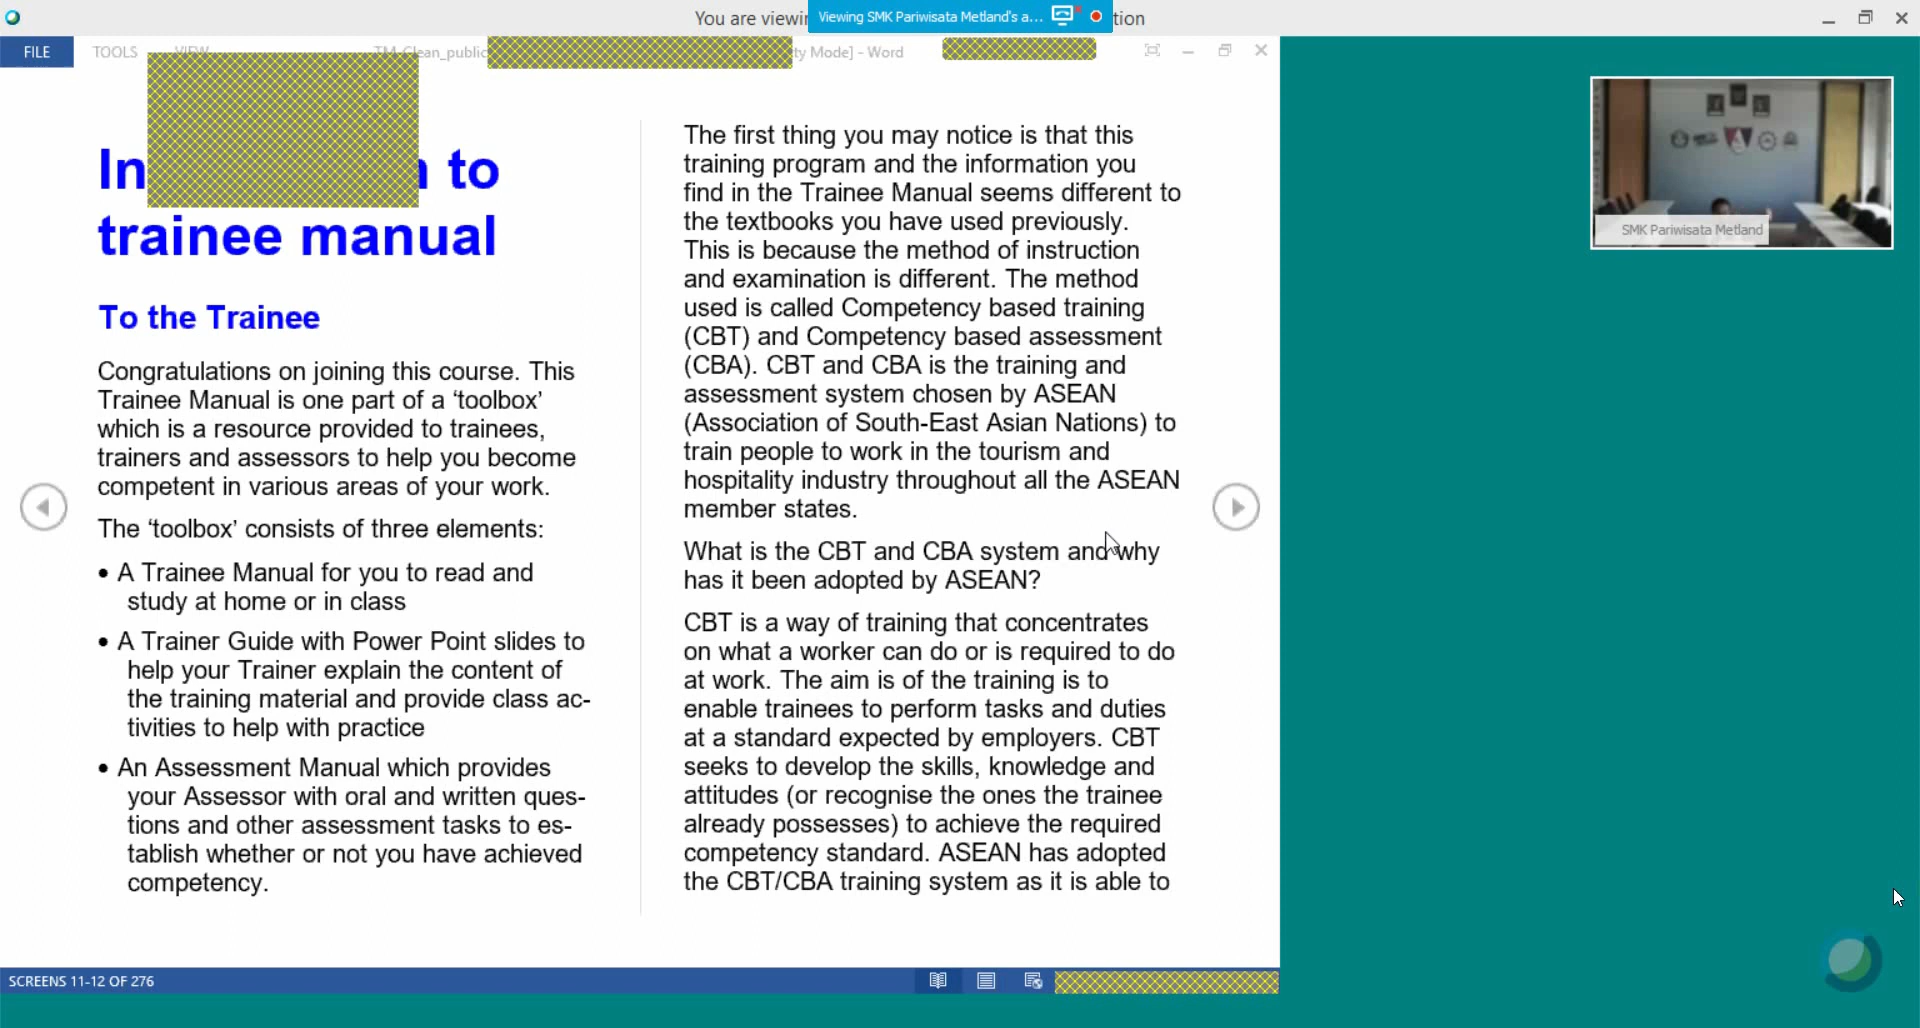 You are viewing
Viewing SMK Pariwisata Metland's a...
tion
FILE
TOOLS
VIEW
TM-Clean_public
ty Mode] - Word
In to
trainee manual
To the Trainee
Congratulations on joining this course. This
Trainee Manual is one part of a ‘toolbox’
which is a resource provided to trainees,
trainers and assessors to help you become
competent in various areas of your work.
The ‘toolbox’ consists of three elements:
• A Trainee Manual for you to read and
study at home or in class
• A Trainer Guide with Power Point slides to
help your Trainer explain the content of
the training material and provide class ac-
tivities to help with practice
• An Assessment Manual which provides
your Assessor with oral and written ques-
tions and other assessment tasks to es-
tablish whether or not you have achieved
competency.
The first thing you may notice is that this
training program and the information you
find in the Trainee Manual seems different to
the textbooks you have used previously.
This is because the method of instruction
and examination is different. The method
used is called Competency based training
(CBT) and Competency based assessment
(CBA). CBT and CBA is the training and
assessment system chosen by ASEAN
(Association of South-East Asian Nations) to
train people to work in the tourism and
hospitality industry throughout all the ASEAN
member states.
What is the CBT and CBA system and why
has it been adopted by ASEAN?
CBT is a way of training that concentrates
on what a worker can do or is required to do
at work. The aim is of the training is to
enable trainees to perform tasks and duties
at a standard expected by employers. CBT
seeks to develop the skills, knowledge and
attitudes (or recognise the ones the trainee
already possesses) to achieve the required
competency standard. ASEAN has adopted
the CBT/CBA training system as it is able to
SMK Pariwisata Metland
SCREENS 11-12 OF 276